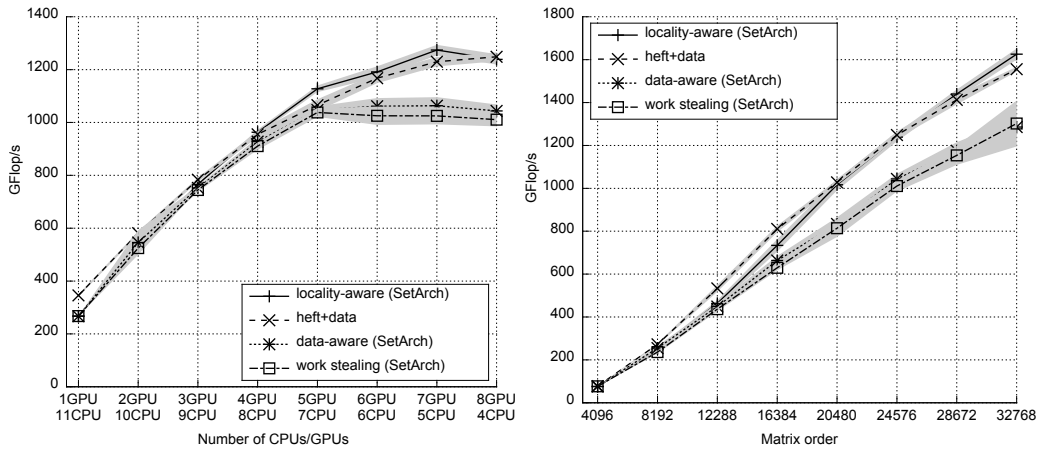 1400
1200
1000
800
600
400
200
0
GFlop/s
1GPU 2GPU 3GPU 4GPU 5GPU 6GPU 7GPU 8GPU
11CPU 10CPU 9CPU 8CPU 7CPU 6CPU 5CPU 4CPU
Number of CPUs/GPUs
locality-aware (SetArch)
heft+data
data-aware (SetArch)
work stealing (SetArch)
1800
1600
1400
1200
1000
800
600
400
200
0
GFlop/s
4096 8192 12288 16384 20480 24576 28672 32768
Matrix order
locality-aware (SetArch)
heft+data
data-aware (SetArch)
work stealing (SetArch)